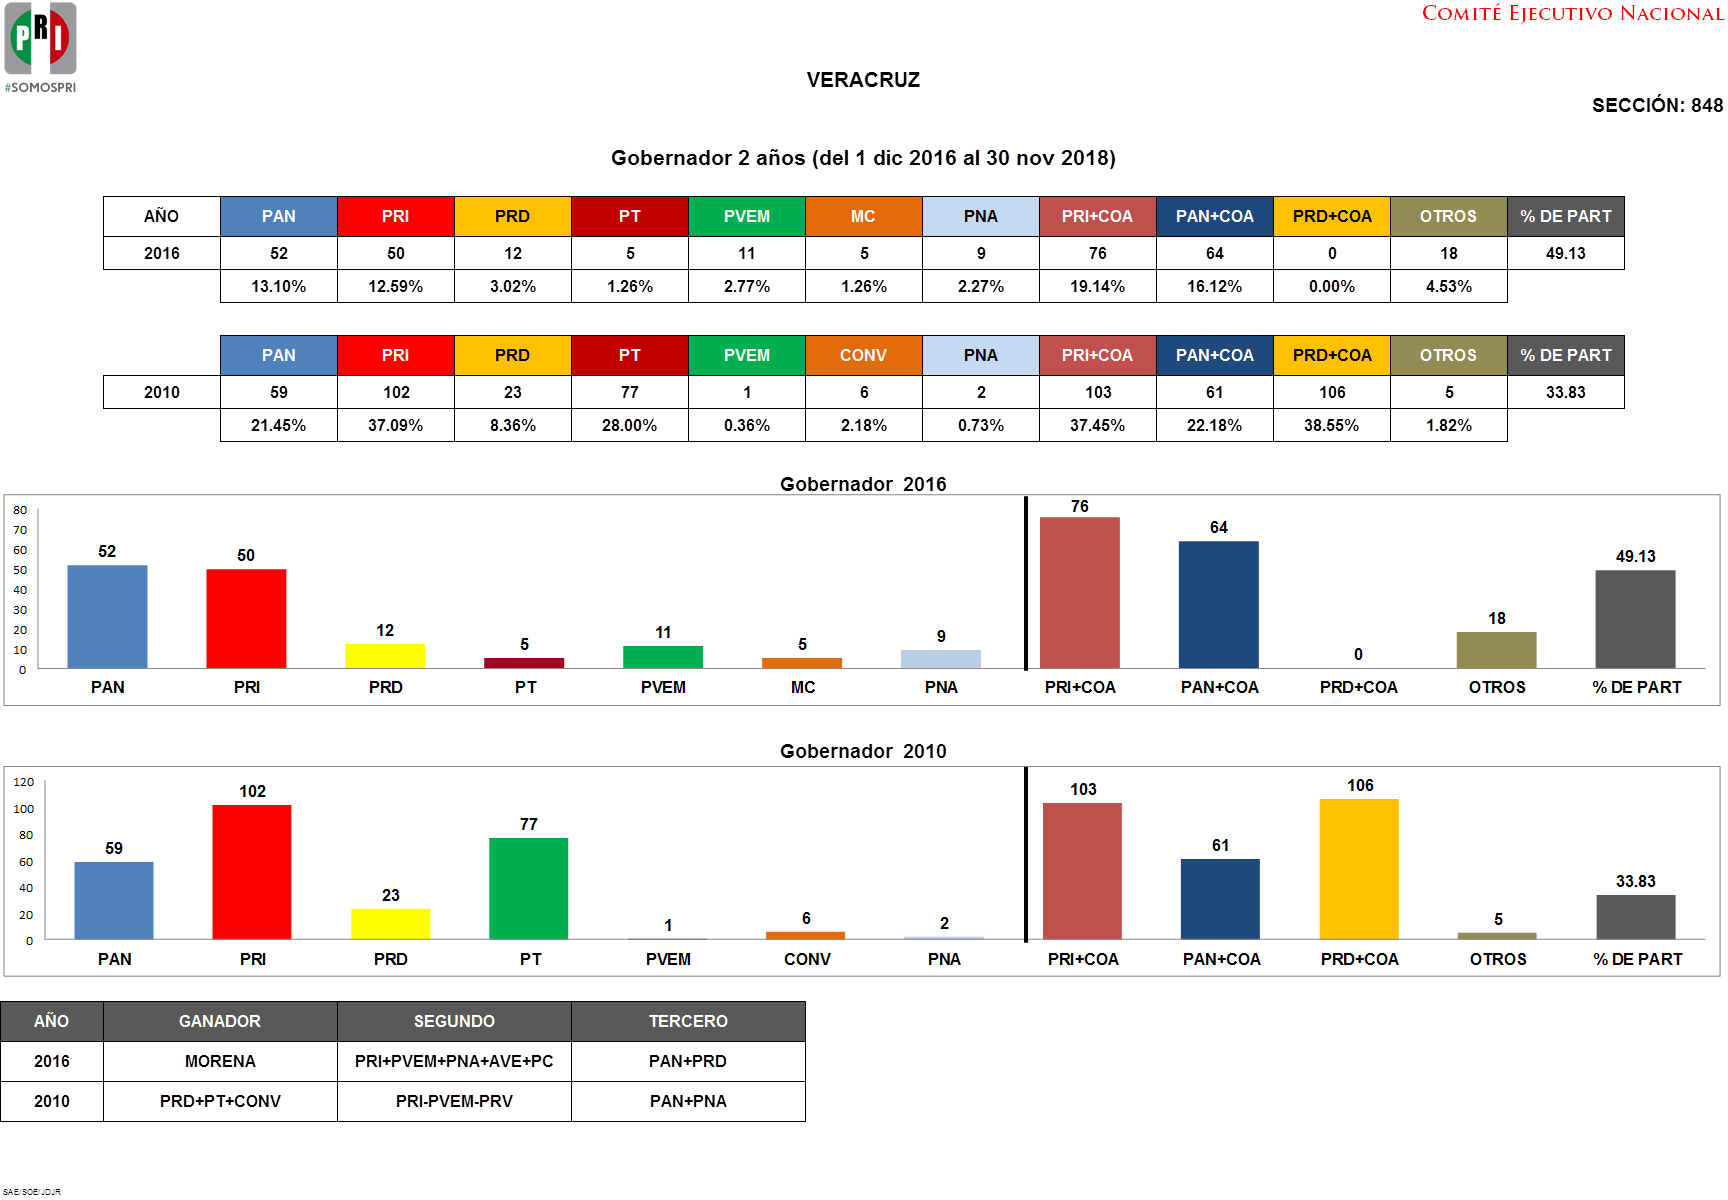 PRI
#SOMOSPRI
COMITÉ EJECUTIVO NACIONAL
VERACRUZ
SECCIÓN: 848
Gobernador 2 años (del 1 dic 2016 al 30 nov 2018)
AÑO PAN PRI PRD PT PVEM MC PNA PRI+COA PAN+COA PRD+COA OTROS % DE PART
2016 52 50 12 5 11 5 9 76 64 0 18 49.13
13.10% 12.59% 3.02% 1.26% 2.77% 1.26% 2.27% 19.14% 16.12% 0.00% 4.53%
PAN PRI PRD PT PVEM CONV PNA PRI+COA PAN+COA PRD+COA OTROS % DE PART
2010 59 102 23 77 1 6 2 103 61 106 5 33.83
21.45% 37.09% 8.36% 28.00% 0.36% 2.18% 0.73% 37.45% 22.18% 38.55% 1.82%
Gobernador 2016
80
70
60
50
40
30
20
10
0
52 50 12 5 11 5 9 76 64 0 18 49.13
PAN PRI PRD PT PVEM MC PNA PRI+COA PAN+COA PRD+COA OTROS % DE PART
Gobernador 2010
120
100
80
60
40
20
0
59 102 23 77 1 6 2 103 61 106 5 33.83
PAN PRI PRD PT PVEM CONV PNA PRI+COA PAN+COA PRD+COA OTROS % DE PART
AÑO GANADOR SEGUNDO TERCERO
2016 MORENA PRI+PVEM+PNA+AVE+PC PAN+PRD
2010 PRD+PT+CONV PRI-PVEM-PRV PAN+PNA
SAE/SOE/JDJR